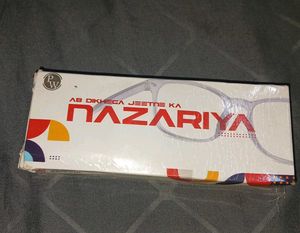 PW
AB DIKHEGA JEETNE KA
NAZARIYA